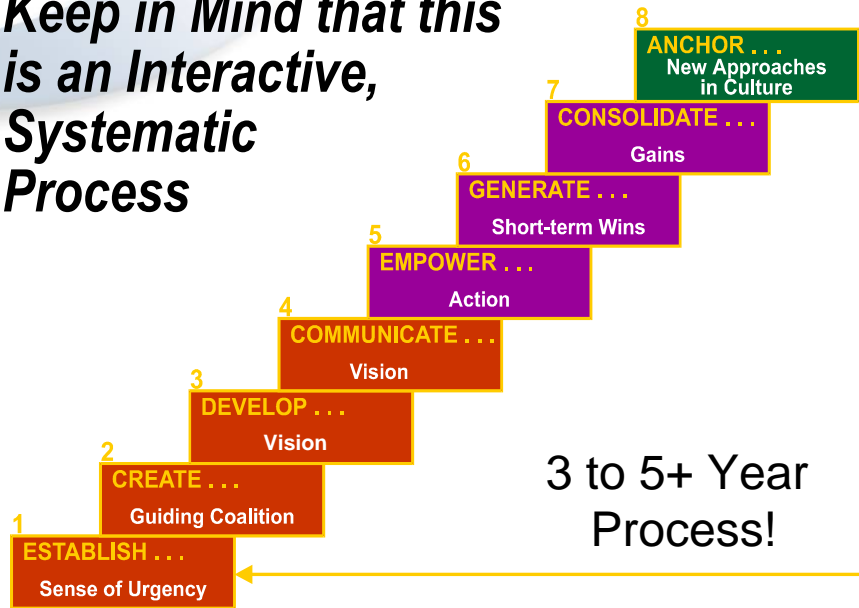 Keep in Mind that this
is an Interactive,
Systematic
Process
8
ANCHOR . . .
New Approaches
in Culture
7
CONSOLIDATE . . .
Gains
6
GENERATE . . .
Short-term Wins
5
EMPOWER . . .
Action
4
COMMUNICATE . . .
Vision
3
DEVELOP . . .
Vision
2
CREATE . . .
Guiding Coalition
1
ESTABLISH . . .
Sense of Urgency
3 to 5+ Year
Process!